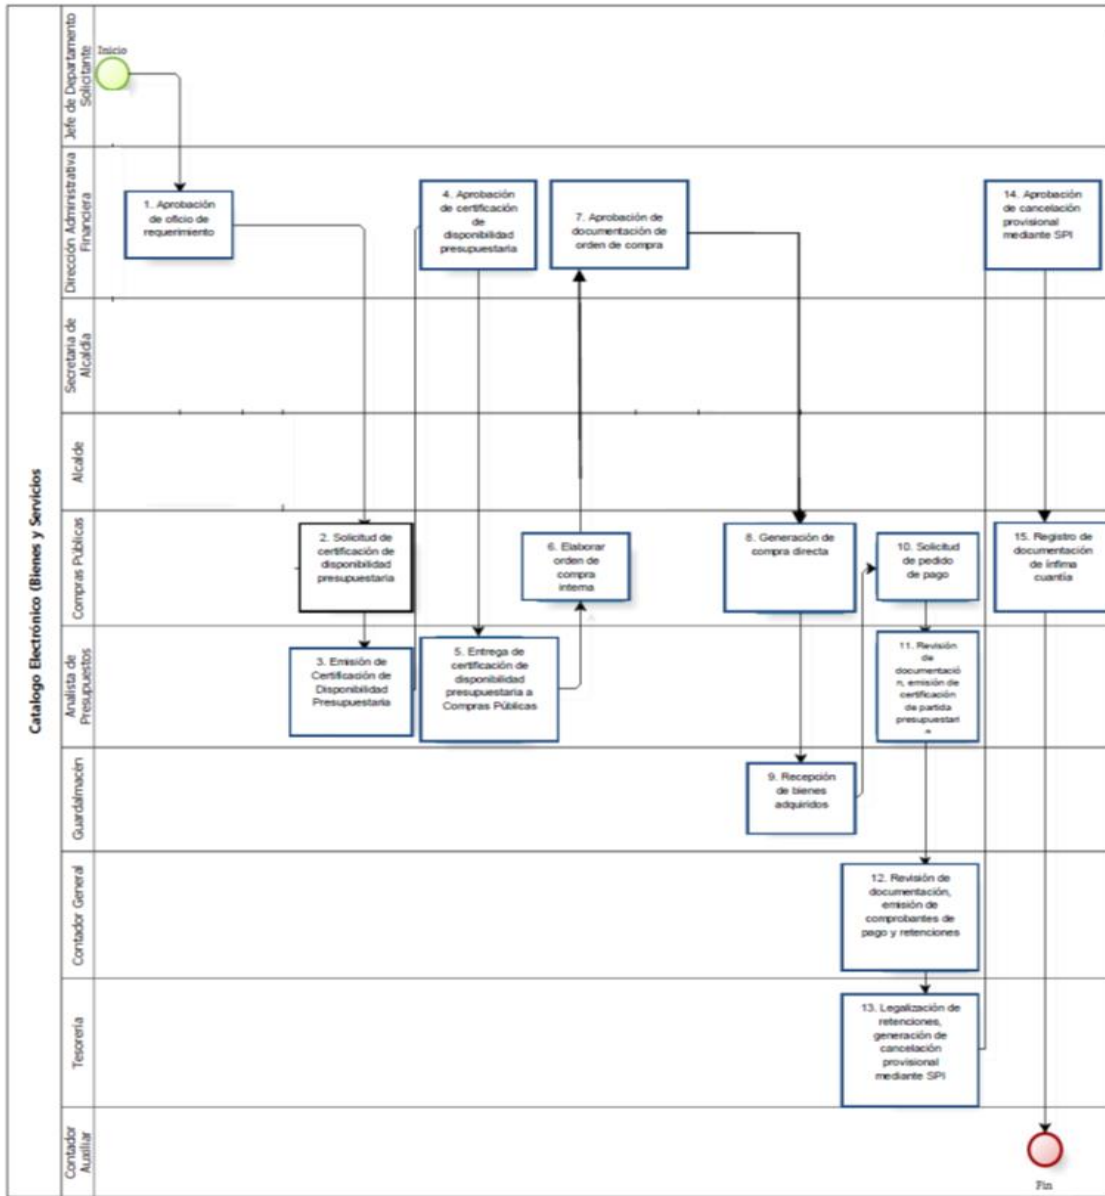 Catalogo Electrónico (Bienes y Servicios
Jefe de Departamento
Solicitante
Inicio
Dirección Administrativa
Financiera
1. Aprobación
de oficio de
requerimiento
4. Aprobación
de certificación
de
disponibilidad
presupuestaria
7. Aprobación de
documentación de
orden de compra
14. Aprobación
de cancelación
provisional
mediante SPI
Secretaria de
Alcaldía
Alcalde
Compras Públicas
2. Solicitud de
certificación de
disponibilidad
presupuestaria
6. Elaborar
orden de
compra
interna
8. Generación de
compra directa
10. Solicitud
de pedido
de pago
15. Registro de
documentación
de ínfima
cuantía
Analista de
Presupuestos
3. Emisión de
Certificación de
Disponibilidad
Presupuestaria
5. Entrega de
certificación de
disponibilidad
presupuestaria a
Compras Públicas
11. Revisión
de
documentació
n, emisión de
certificación
de partida
presupuestari
a
Guardalmacén
9. Recepción
de bienes
adquiridos
Contador General
12. Revisión de
documentación,
emisión de
comprobantes de
pago y retenciones
Tesorería
13. Legalización de
retenciones,
generación de
cancelación
provisional
mediante SPI
Contador
Auxiliar
Fin